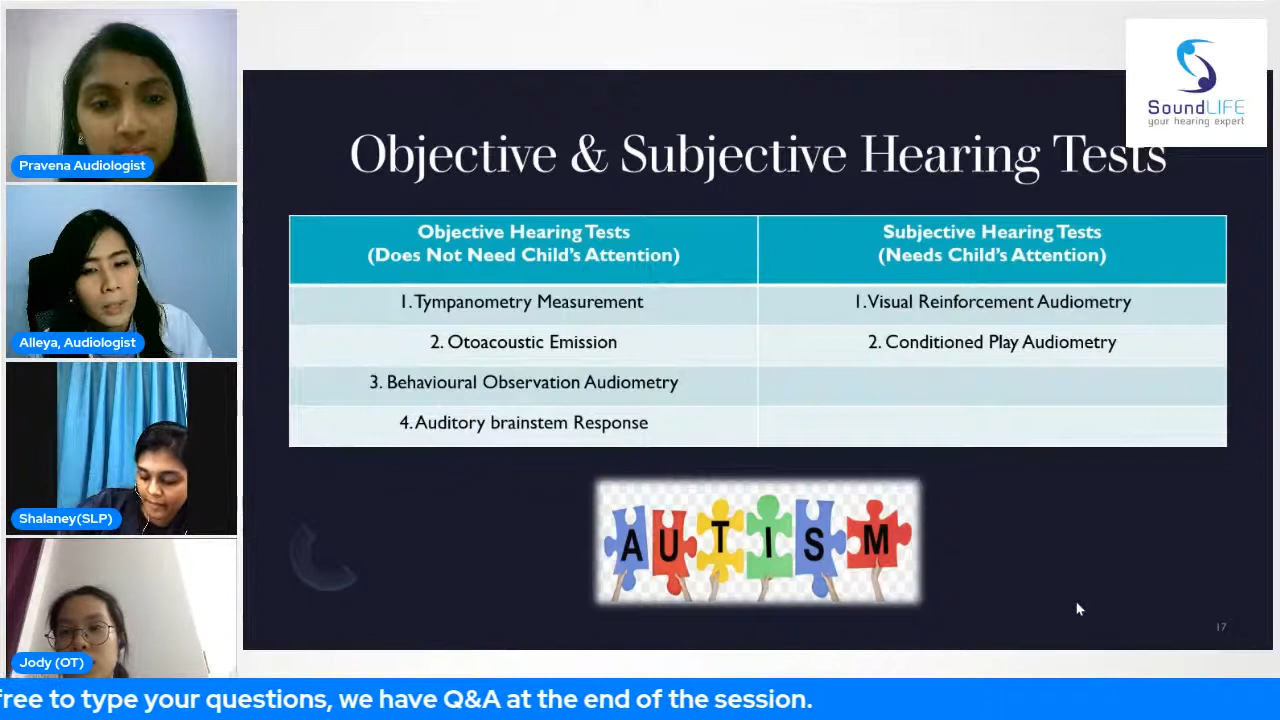 Pravena Audiologist
Alleya, Audiologist
Shalaney(SLP)
Jody (OT)
SoundLIFE
your hearing expert
Objective & Subjective Hearing Tests
Objective Hearing Tests
(Does Not Need Child's Attention)
Subjective Hearing Tests
(Needs Child's Attention)
1. Tympanometry Measurement
1. Visual Reinforcement Audiometry
2. Otoacoustic Emission
2. Conditioned Play Audiometry
3. Behavioural Observation Audiometry
4. Auditory brainstem Response
AUTISM
17
free to type your questions, we have Q&A at the end of the session.